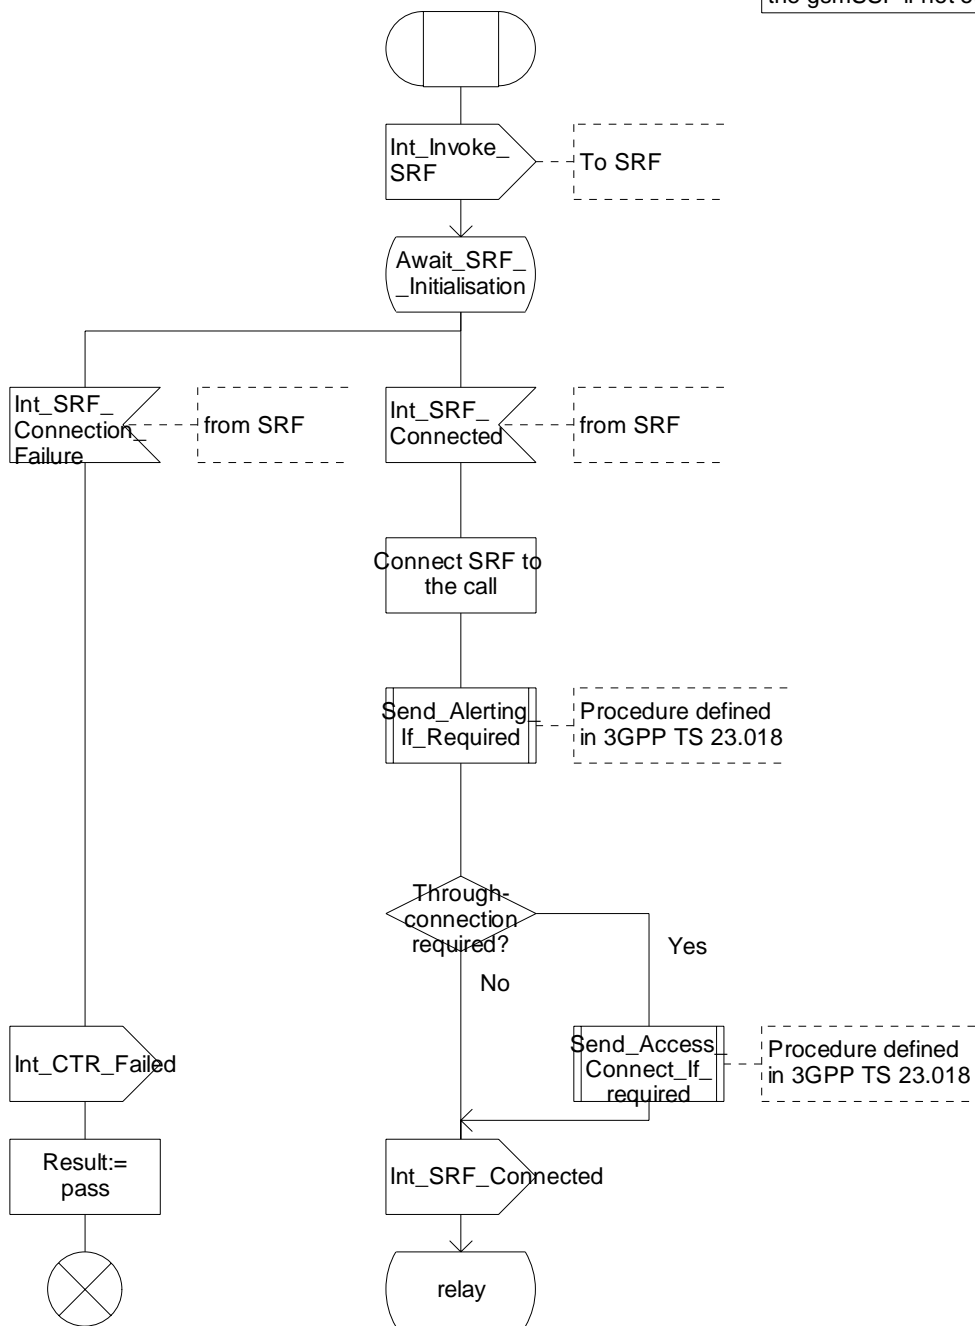 Int_Invoke_
SRF
To SRF
Await_SRF_
_Initialisation
Int_SRF_
Connection_
Failure
from SRF
Int_SRF_
Connected
from SRF
Connect SRF to
the call
Send_Alerting_
If_Required
Procedure defined
in 3GPP TS 23.018
Through-
connection
required?
Yes
No
Int_CTR_Failed
Send_Access_
Connect_If_
required
Procedure defined
in 3GPP TS 23.018
Result:=
pass
Int_SRF_Connected
relay